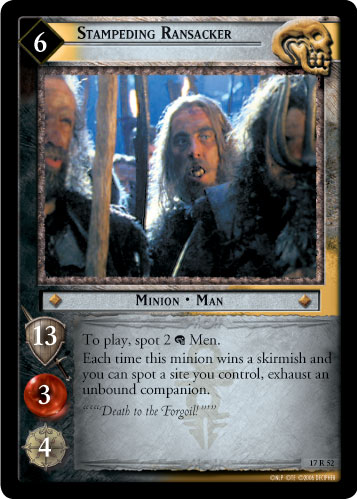 6
STAMPEDING RANSACKER
MINION • MAN
13
3
4
To play, spot 2 Men.
Each time this minion wins a skirmish and
you can spot a site you control, exhaust an
unbound companion.
““‘Death to the Forgoil!’””
17 R 52